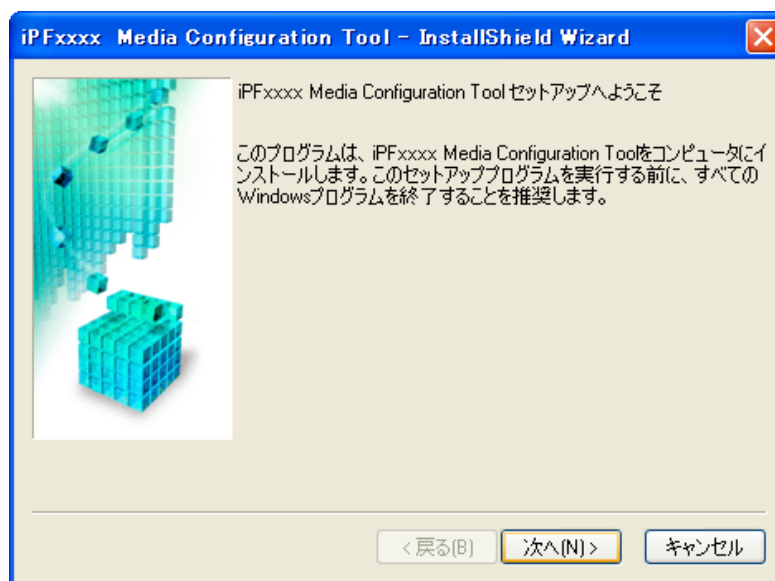 iPFxxxx Media Configuration Tool - InstallShield Wizard
iPFxxxx Media Configuration Tool セットアップへようこそ
このプログラムは、iPFxxxx Media Configuration Toolをコンピュータにイ
ンストールします。このセットアッププログラムを実行する前に、すべての
Windowsプログラムを終了することを推奨します。
< 戻る(B)
次へ(N) >
キャンセル